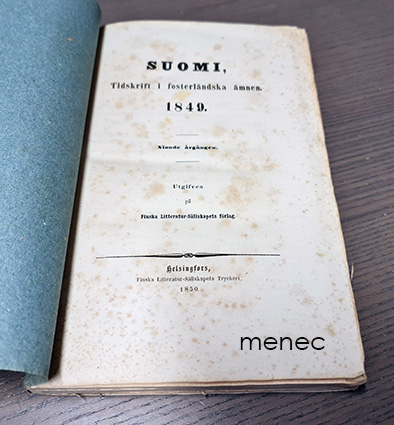 SUOMI,
Tidskrift i fosterländska ämnen.
1849.
Nionde årgången.
Utgifven
på
Finska Litteratur-Sällskapets förlag.
Helsingfors,
Finska Litteratur-Sällskapets Tryckeri,
1850.
menec